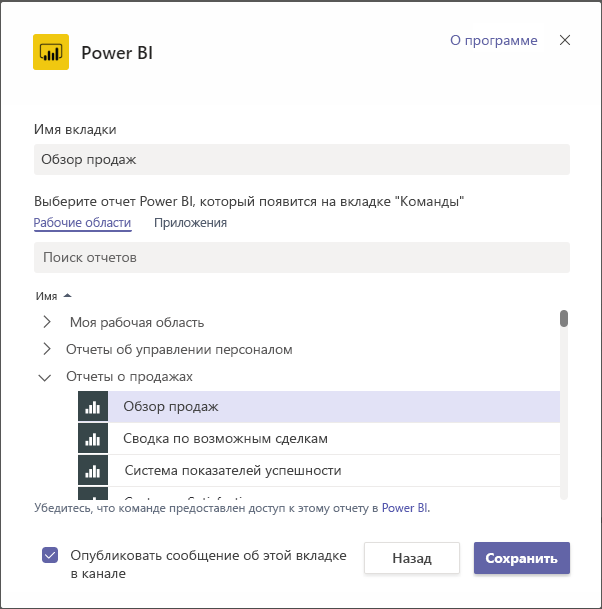 Power BI
О программе
Имя вкладки
Обзор продаж
Выберите отчет Power BI, который появится на вкладке "Команды"
Рабочие области Приложения
Поиск отчетов
Имя
Моя рабочая область
Отчеты об управлении персоналом
Отчеты о продажах
Обзор продаж
Сводка по возможным сделкам
Система показателей успешности
Убедитесь, что команде предоставлен доступ к этому отчету в Power BI.
Опубликовать сообщение об этой вкладке
в канале
Назад
Сохранить